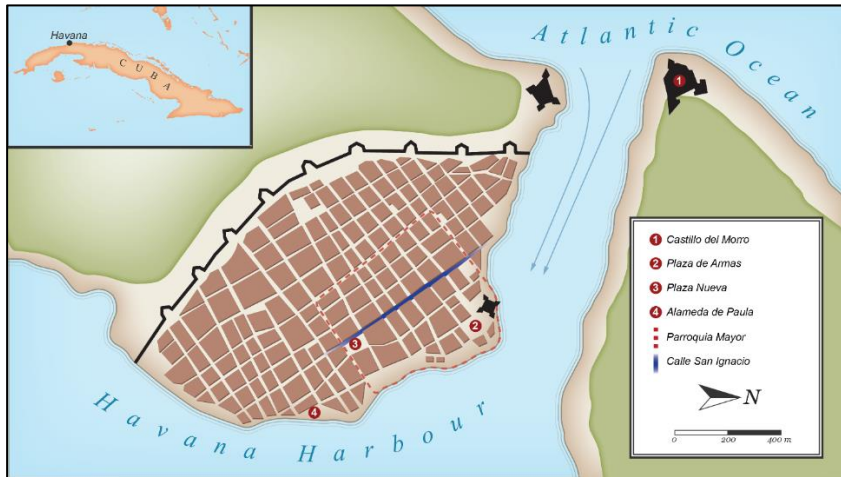 Havana
CUBA
Atlantic Ocean
1
2
3
4
Havana Harbour
1 Castillo del Morro
2 Plaza de Armas
3 Plaza Nueva
4 Alameda de Paula
Parroquia Mayor
Calle San Ignacio
N
0 200 400 m